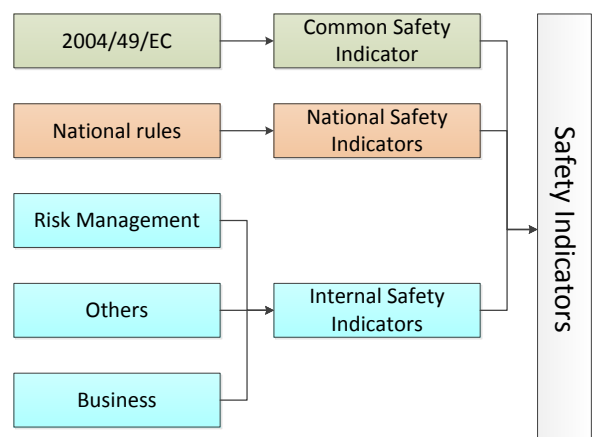 2004/49/EC
Common Safety
Indicator
National rules
National Safety
Indicators
Risk Management
Others
Internal Safety
Indicators
Business
Safety Indicators